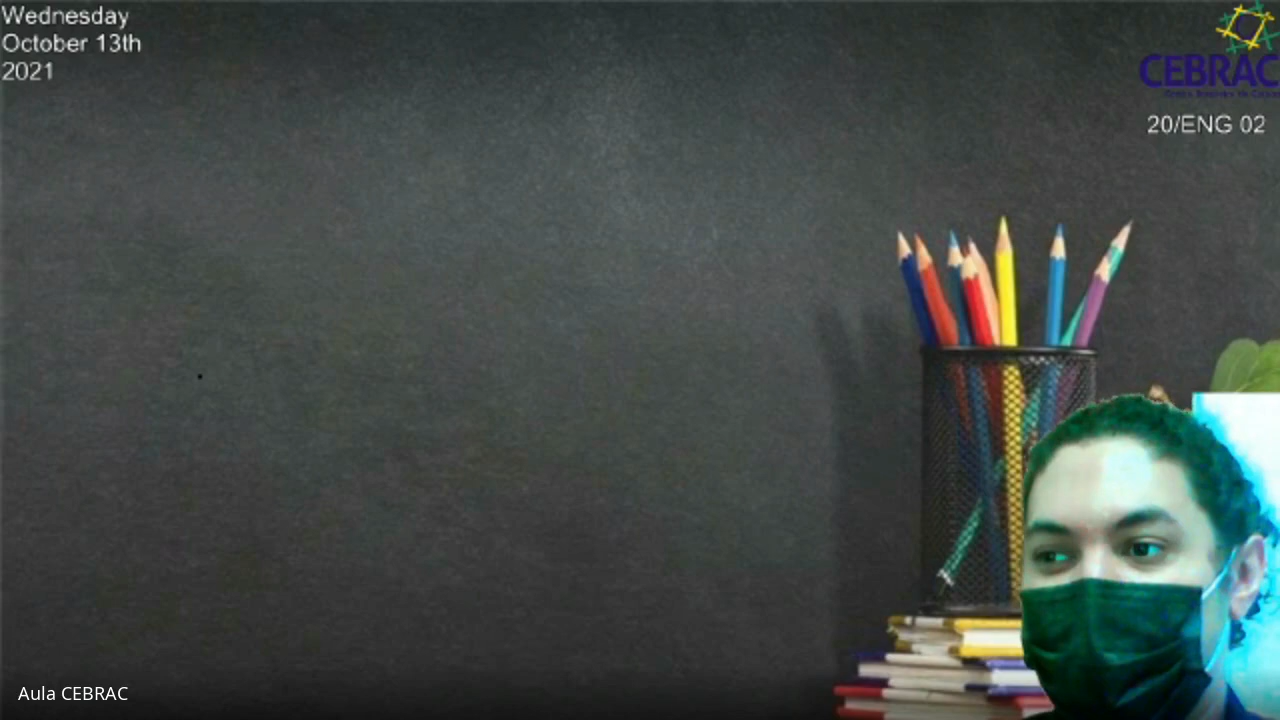 Wednesday
October 13th
2021
CEBRAC
20/ENG 02
Aula CEBRAC